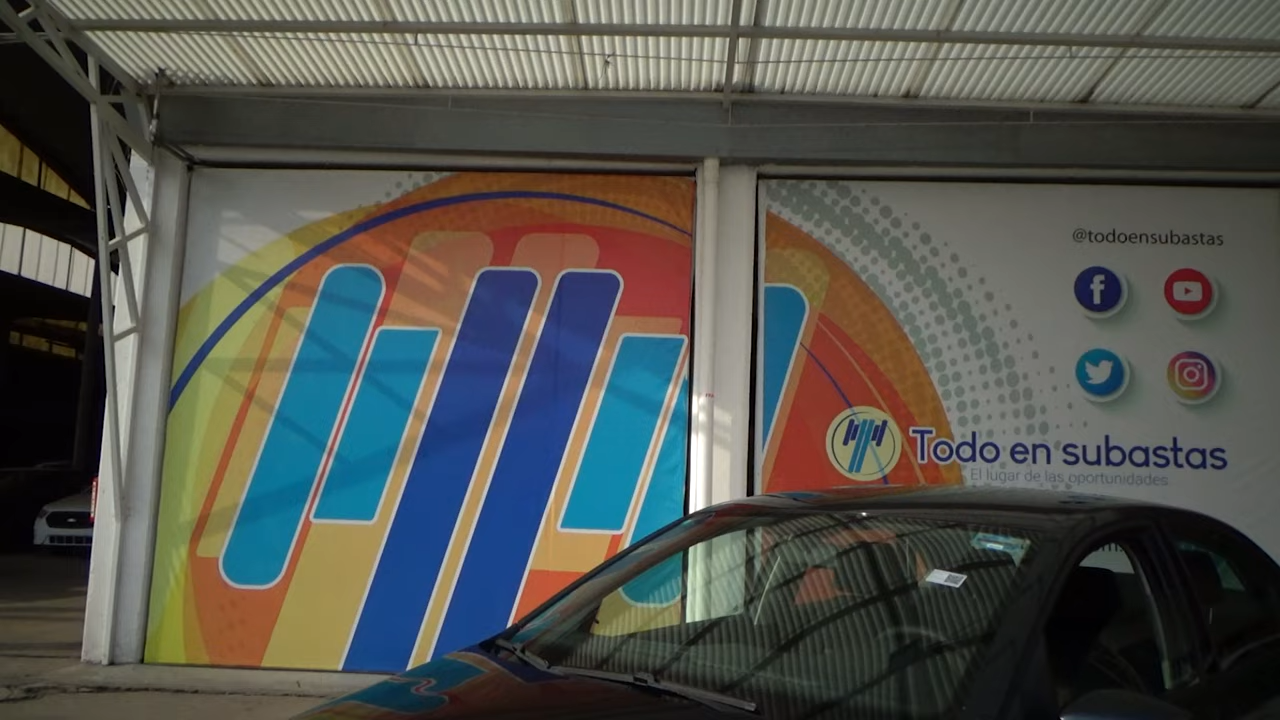 @todoensubastas
Todo en subastas
El lugar de las oportunidades